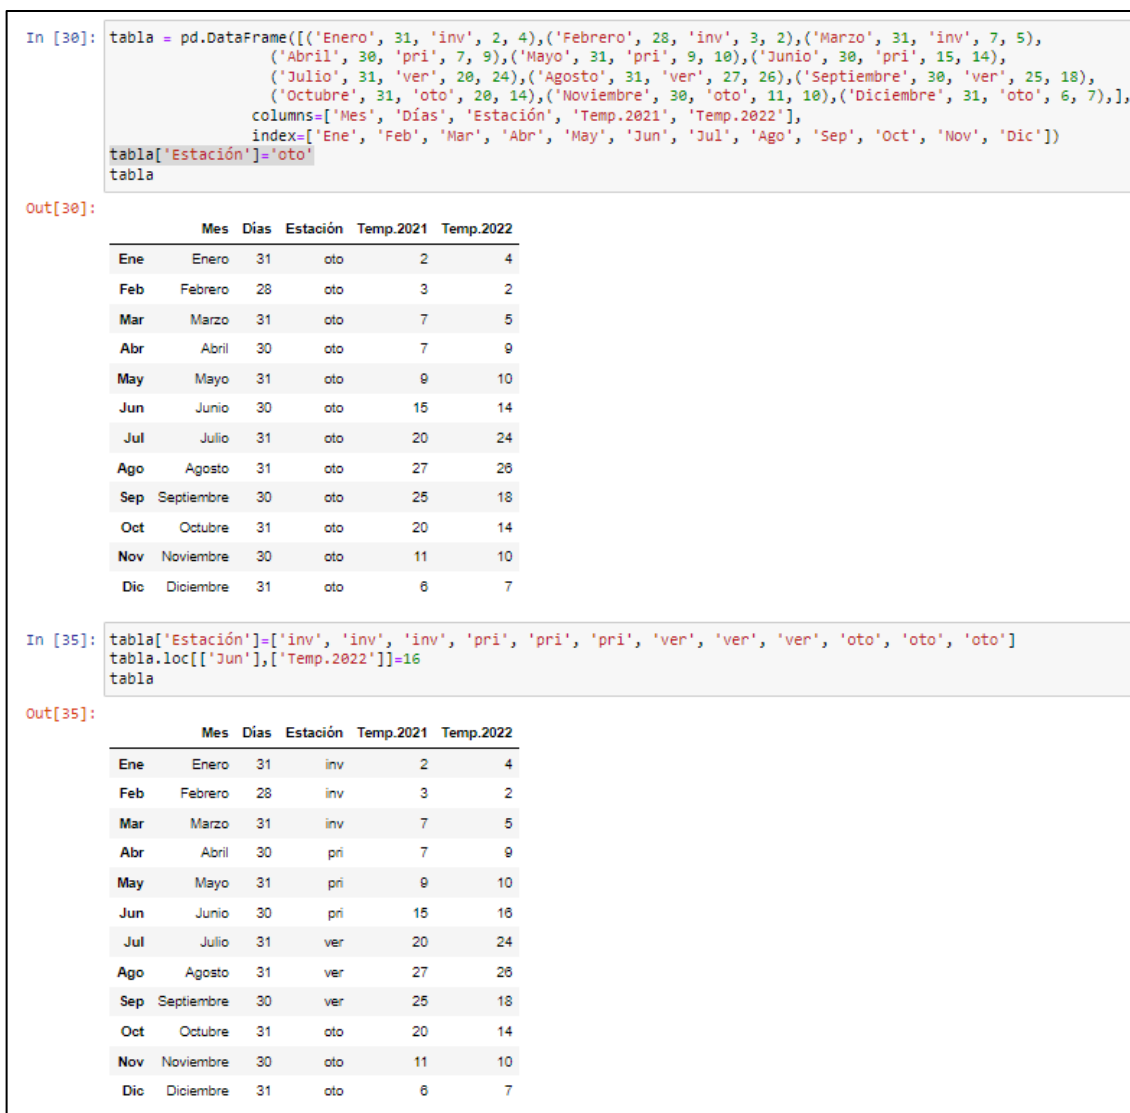 In [30]: tabla = pd.DataFrame([('Enero', 31, 'inv', 2, 4),('Febrero', 28, 'inv', 3, 2),('Marzo', 31, 'inv', 7, 5),
('Abril', 30, 'pri', 7, 9),('Mayo', 31, 'pri', 9, 10),('Junio', 30, 'pri', 15, 14),
('Julio', 31, 'ver', 20, 24),('Agosto', 31, 'ver', 27, 26),('Septiembre', 30, 'ver', 25, 18),
('Octubre', 31, 'oto', 20, 14),('Noviembre', 30, 'oto', 11, 10),('Diciembre', 31, 'oto', 6, 7),],
columns=['Mes', 'Días', 'Estación', 'Temp.2021', 'Temp.2022'],
index=['Ene', 'Feb', 'Mar', 'Abr', 'May', 'Jun', 'Jul', 'Ago', 'Sep', 'Oct', 'Nov', 'Dic'])
tabla['Estación']='oto'
tabla
Out[30]:
Mes Días Estación Temp.2021 Temp.2022
Ene Enero 31 oto 2 4
Feb Febrero 28 oto 3 2
Mar Marzo 31 oto 7 5
Abr Abril 30 oto 7 9
May Mayo 31 oto 9 10
Jun Junio 30 oto 15 14
Jul Julio 31 oto 20 24
Ago Agosto 31 oto 27 26
Sep Septiembre 30 oto 25 18
Oct Octubre 31 oto 20 14
Nov Noviembre 30 oto 11 10
Dic Diciembre 31 oto 6 7
In [35]: tabla['Estación']=['inv', 'inv', 'inv', 'pri', 'pri', 'pri', 'ver', 'ver', 'ver', 'oto', 'oto', 'oto']
tabla.loc[['Jun'],['Temp.2022']]=16
tabla
Out[35]:
Mes Días Estación Temp.2021 Temp.2022
Ene Enero 31 inv 2 4
Feb Febrero 28 inv 3 2
Mar Marzo 31 inv 7 5
Abr Abril 30 pri 7 9
May Mayo 31 pri 9 10
Jun Junio 30 pri 15 16
Jul Julio 31 ver 20 24
Ago Agosto 31 ver 27 26
Sep Septiembre 30 ver 25 18
Oct Octubre 31 oto 20 14
Nov Noviembre 30 oto 11 10
Dic Diciembre 31 oto 6 7